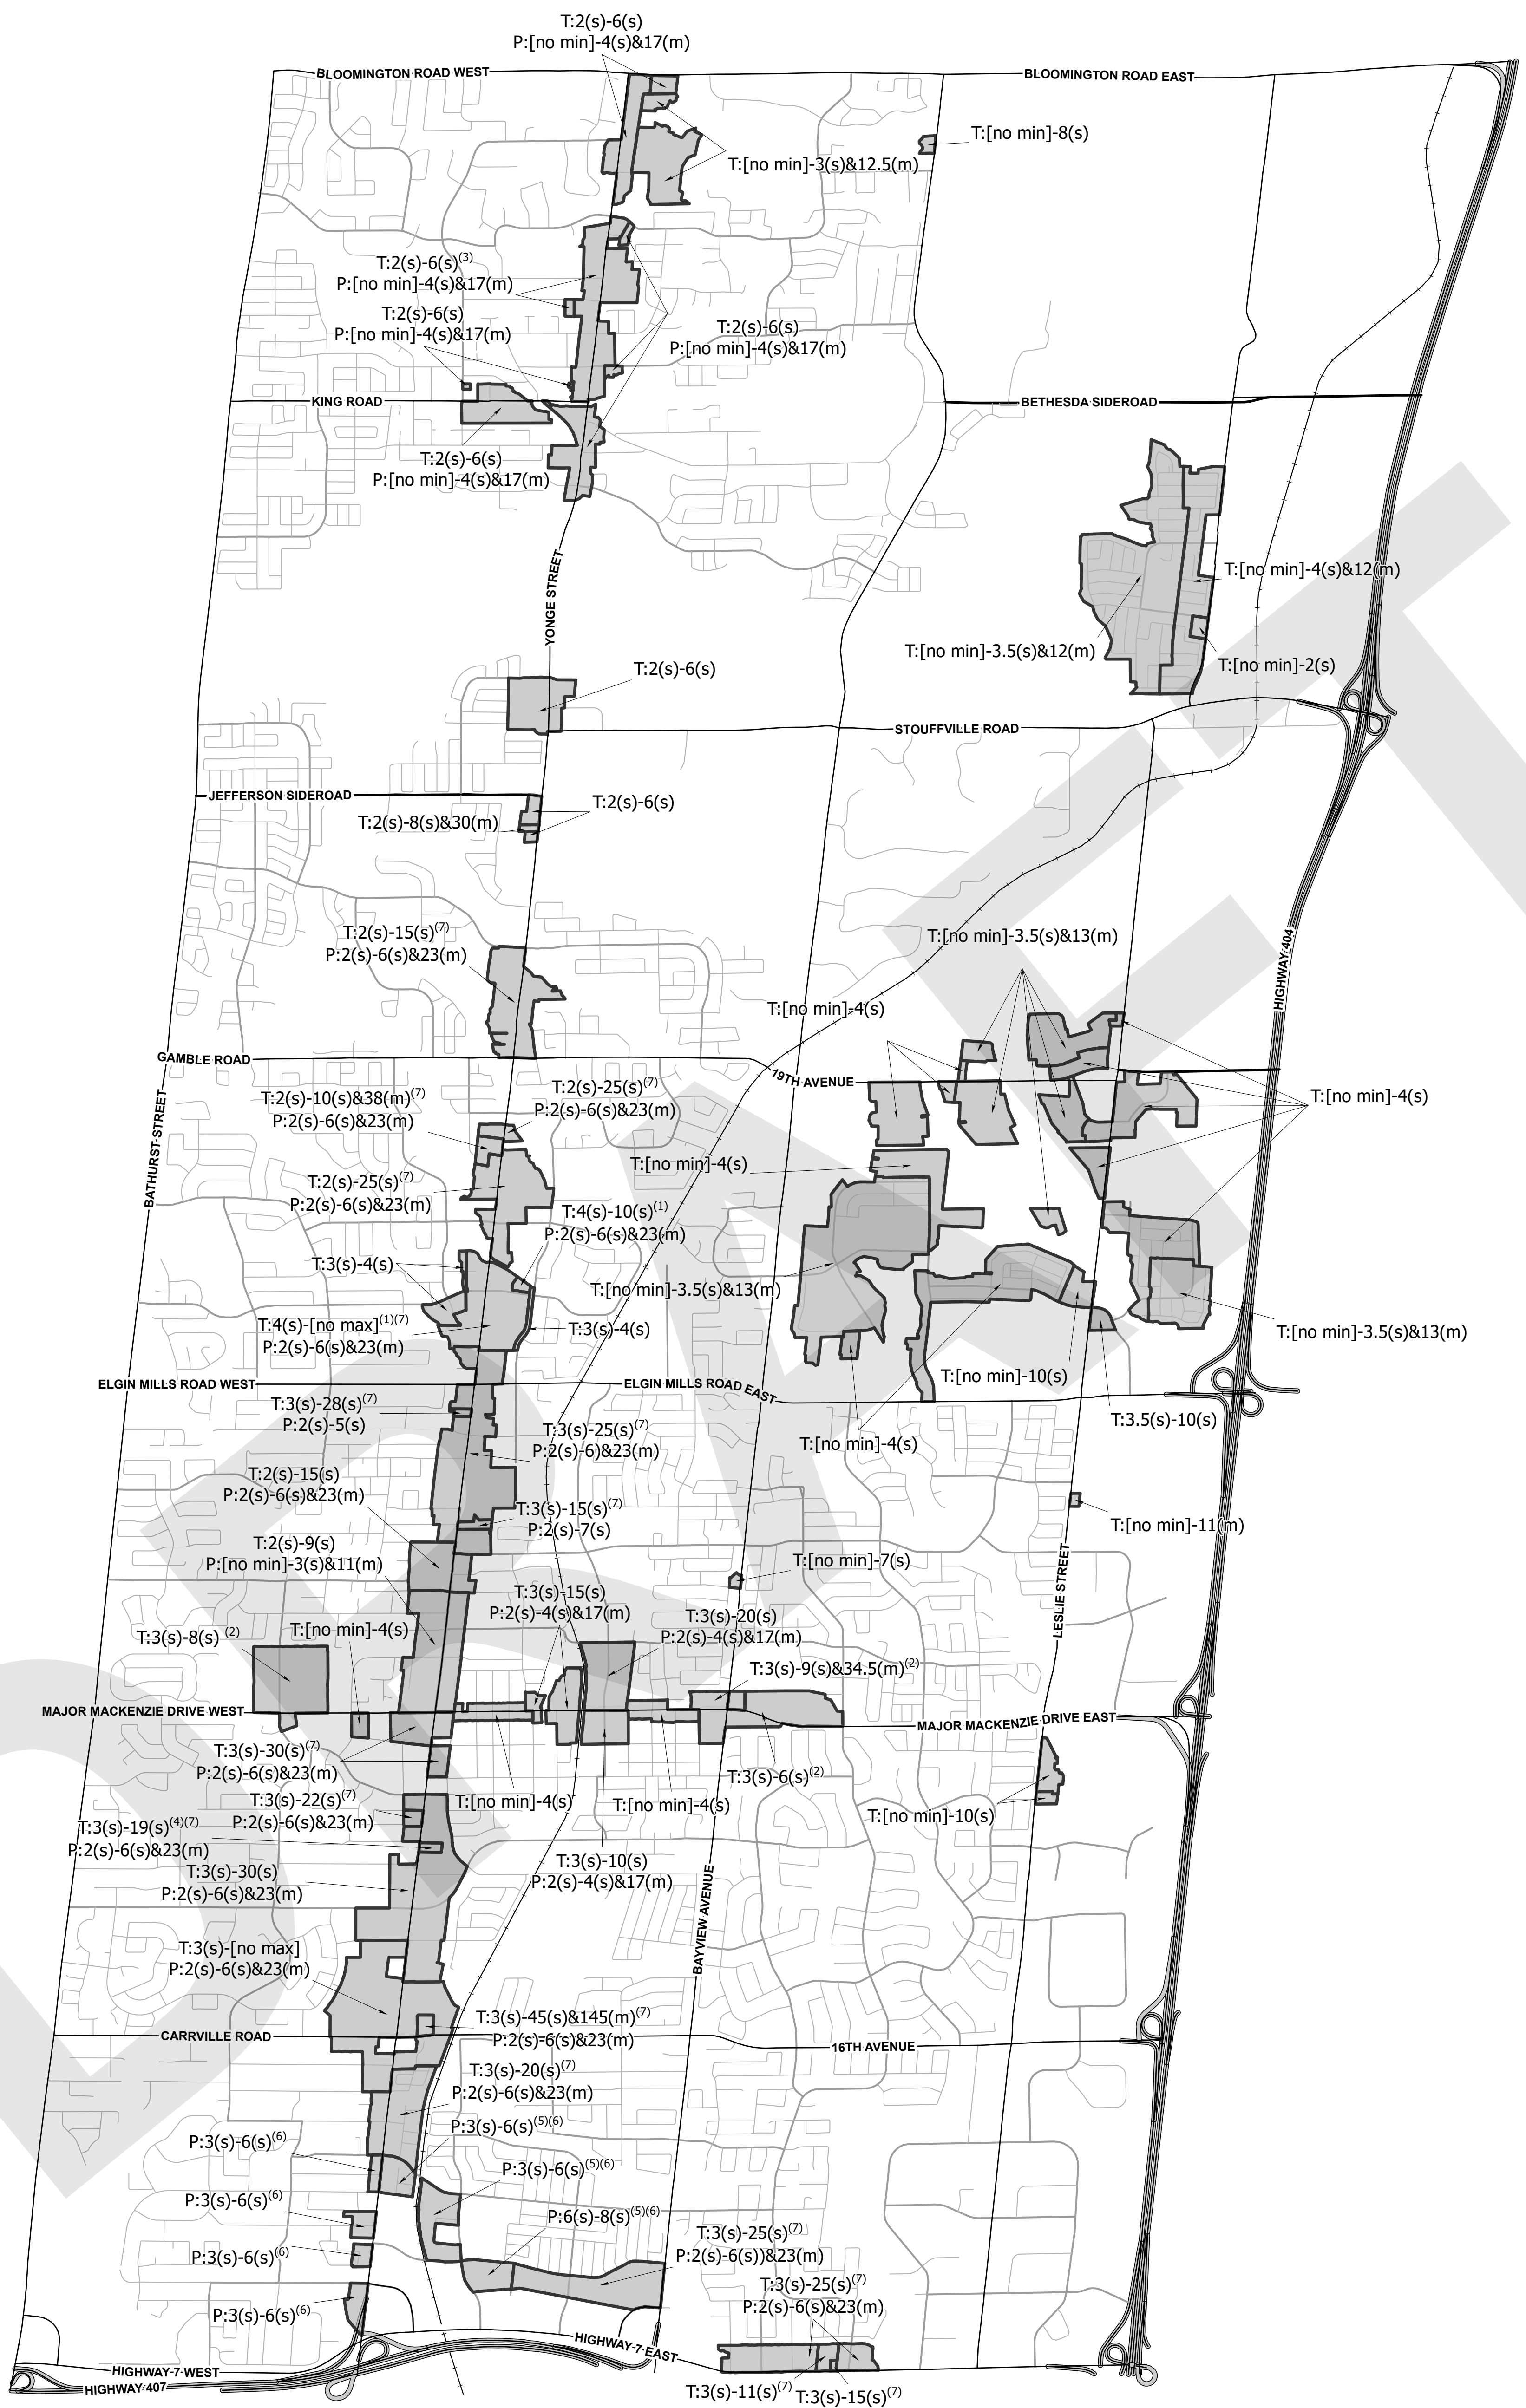 T:2(s)-6(s)
P:[no min]-4(s)&17(m)
BLOOMINGTON ROAD WEST
BLOOMINGTON ROAD EAST
T:[no min]-8(s)
T:[no min]-3(s)&12.5(m)
T:2(s)-6(s)(3)
P:[no min]-4(s)&17(m)
T:2(s)-6(s)
P:[no min]-4(s)&17(m)
T:2(s)-6(s)
P:[no min]-4(s)&17(m)
KING ROAD
BETHESDA SIDEROAD
T:2(s)-6(s)
P:[no min]-4(s)&17(m)
YONGE STREET
T:[no min]-4(s)&12(m)
T:[no min]-3.5(s)&12(m)
T:[no min]-2(s)
T:2(s)-6(s)
STOUFFVILLE ROAD
JEFFERSON SIDEROAD
T:2(s)-6(s)
T:2(s)-8(s)&30(m)
T:2(s)-15(s)(7)
P:2(s)-6(s)&23(m)
T:[no min]-3.5(s)&13(m)
HIGHWAY 404
T:[no min]-4(s)
GAMBLE ROAD
19TH AVENUE
T:2(s)-25(s)(7)
P:2(s)-6(s)&23(m)
T:2(s)-10(s)&38(m)(7)
P:2(s)-6(s)&23(m)
T:[no min]-4(s)
BATHURST STREET
T:[no min]-4(s)
T:2(s)-25(s)(7)
P:2(s)-6(s)&23(m)
T:4(s)-10(s)(1)
P:2(s)-6(s)&23(m)
T:3(s)-4(s)
T:[no min]-3.5(s)&13(m)
T:4(s)-[no max](1)(7)
P:2(s)-6(s)&23(m)
T:3(s)-4(s)
T:[no min]-3.5(s)&13(m)
T:[no min]-10(s)
ELGIN MILLS ROAD WEST
ELGIN MILLS ROAD EAST
T:3(s)-28(s)(7)
P:2(s)-5(s)
T:3.5(s)-10(s)
T:3(s)-25(s)(7)
P:2(s)-6)&23(m)
T:[no min]-4(s)
T:2(s)-15(s)
P:2(s)-6(s)&23(m)
T:3(s)-15(s)(7)
P:2(s)-7(s)
T:[no min]-11(m)
T:2(s)-9(s)
P:[no min]-3(s)&11(m)
T:[no min]-7(s)
LESLIE STREET
T:3(s)-15(s)
P:2(s)-4(s)&17(m)
T:3(s)-20(s)
P:2(s)-4(s)&17(m)
T:3(s)-8(s) (2)
T:[no min]-4(s)
T:3(s)-9(s)&34.5(m)(2)
MAJOR MACKENZIE DRIVE WEST
MAJOR MACKENZIE DRIVE EAST
T:3(s)-30(s)(7)
P:2(s)-6(s)&23(m)
T:3(s)-6(s)(2)
T:3(s)-22(s)(7)
P:2(s)-6(s)&23(m)
T:[no min]-4(s)
T:[no min]-4(s)
T:[no min]-10(s)
T:3(s)-19(s)(4)(7)
P:2(s)-6(s)&23(m)
T:3(s)-30(s)
P:2(s)-6(s)&23(m)
T:3(s)-10(s)
P:2(s)-4(s)&17(m)
BAYVIEW AVENUE
T:3(s)-[no max]
P:2(s)-6(s)&23(m)
T:3(s)-45(s)&145(m)(7)
P:2(s)-6(s)&23(m)
CARRVILLE ROAD
16TH AVENUE
T:3(s)-20(s)(7)
P:2(s)-6(s)&23(m)
P:3(s)-6(s)(5)(6)
P:3(s)-6(s)(6)
P:3(s)-6(s)(5)(6)
P:3(s)-6(s)(6)
P:6(s)-8(s)(5)(6)
T:3(s)-25(s)(7)
P:2(s)-6(s))&23(m)
P:3(s)-6(s)(6)
T:3(s)-25(s)(7)
P:2(s)-6(s)&23(m)
P:3(s)-6(s)(6)
HIGHWAY 7 EAST
HIGHWAY 7 WEST
HIGHWAY 407
T:3(s)-11(s)(7)
T:3(s)-15(s)(7)
DRAFT